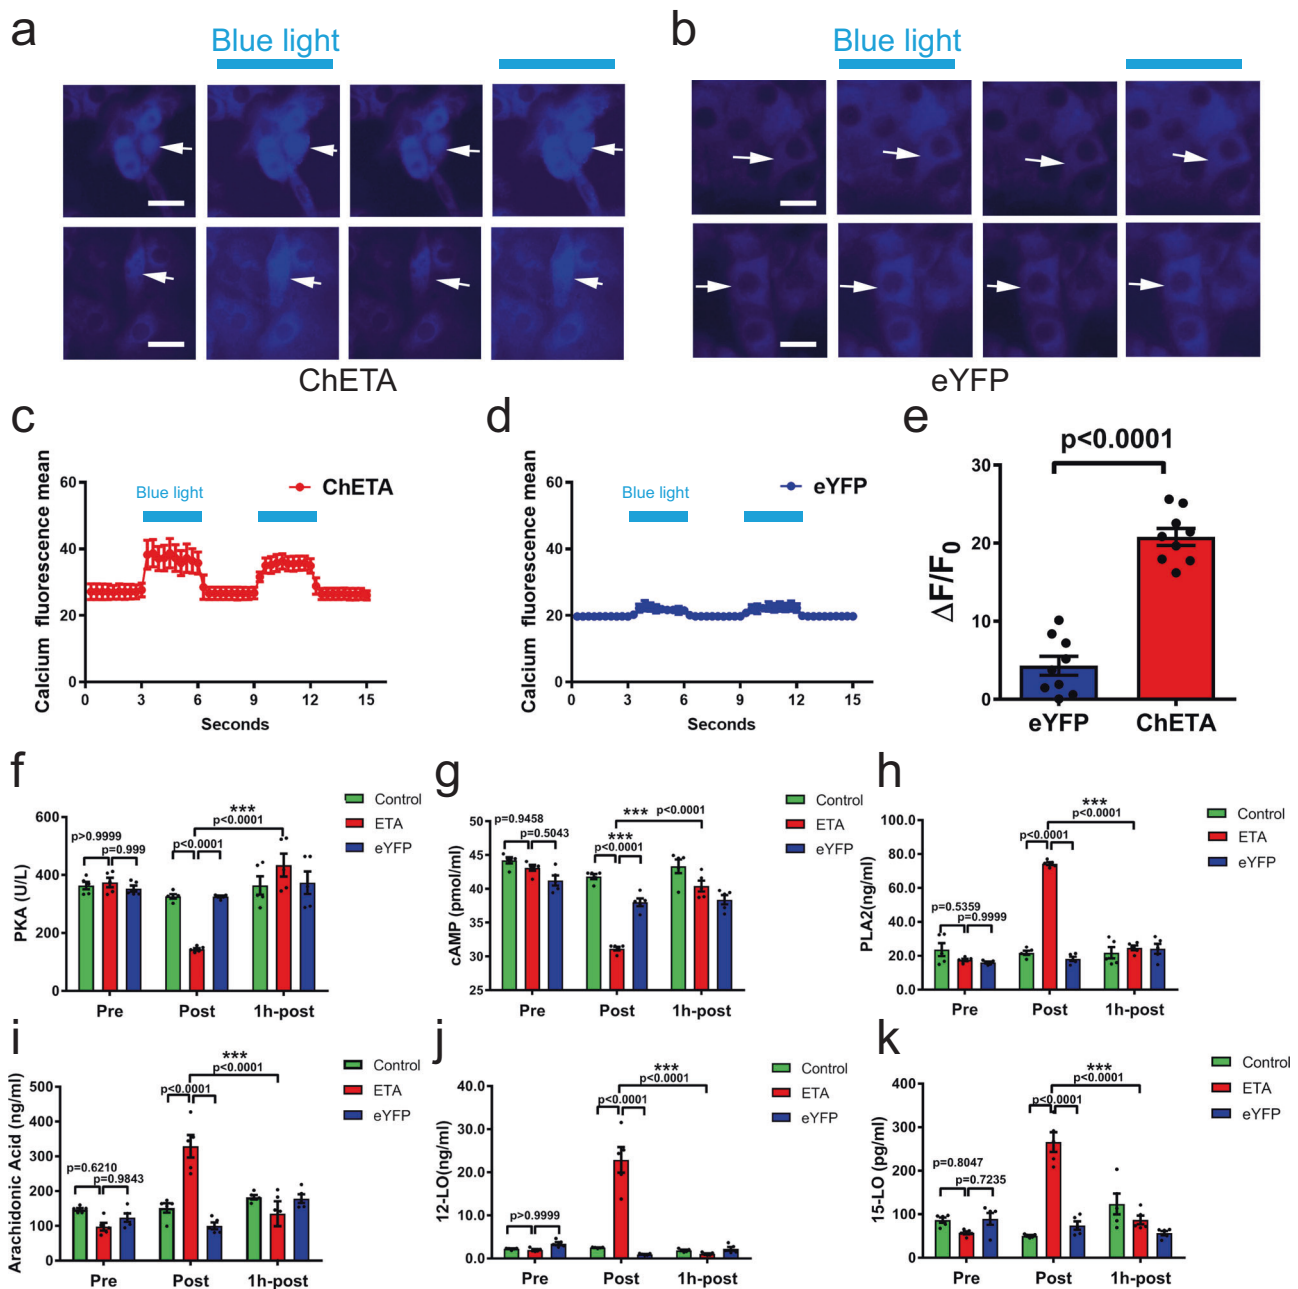 a
Blue light
ChETA
b
Blue light
eYFP
c
Calcium fluorescence mean
60
40
20
0
Blue light
ChETA
0 3 6 9 12 15
Seconds
d
Calcium fluorescence mean
60
40
20
0
Blue light
eYFP
0 3 6 9 12 15
Seconds
e
p<0.0001
ΔF/F0
30
20
10
0
eYFP ChETA
f
PKA (U/L)
600
400
200
0
p>0.9999
p=0.999
p<0.0001
***
p<0.0001
Control
ETA
eYFP
Pre Post 1h-post
g
cAMP (pmol/ml)
45
40
35
30
25
p=0.9458
p=0.5043
***
p<0.0001
***
p<0.0001
Control
ETA
eYFP
Pre Post 1h-post
h
PLA2(ng/ml)
100.0
80.0
60.0
40.0
20.0
0.0
p=0.5359
p=0.9999
p<0.0001
***
p<0.0001
Control
ETA
eYFP
Pre Post 1h-post
i
Arachidonic Acid (ng/ml)
500
400
300
200
100
0
p=0.6210
p=0.9843
p<0.0001
***
p<0.0001
Control
ETA
eYFP
Pre Post 1h-post
j
12-LO(ng/ml)
40.0
30.0
20.0
10.0
0.0
p>0.9999
p<0.0001
***
p<0.0001
Control
ETA
eYFP
Pre Post 1h-post
k
15-LO (pg/ml)
400
300
200
100
0
p=0.8047
p=0.7235
p<0.0001
***
p<0.0001
Control
ETA
eYFP
Pre Post 1h-post